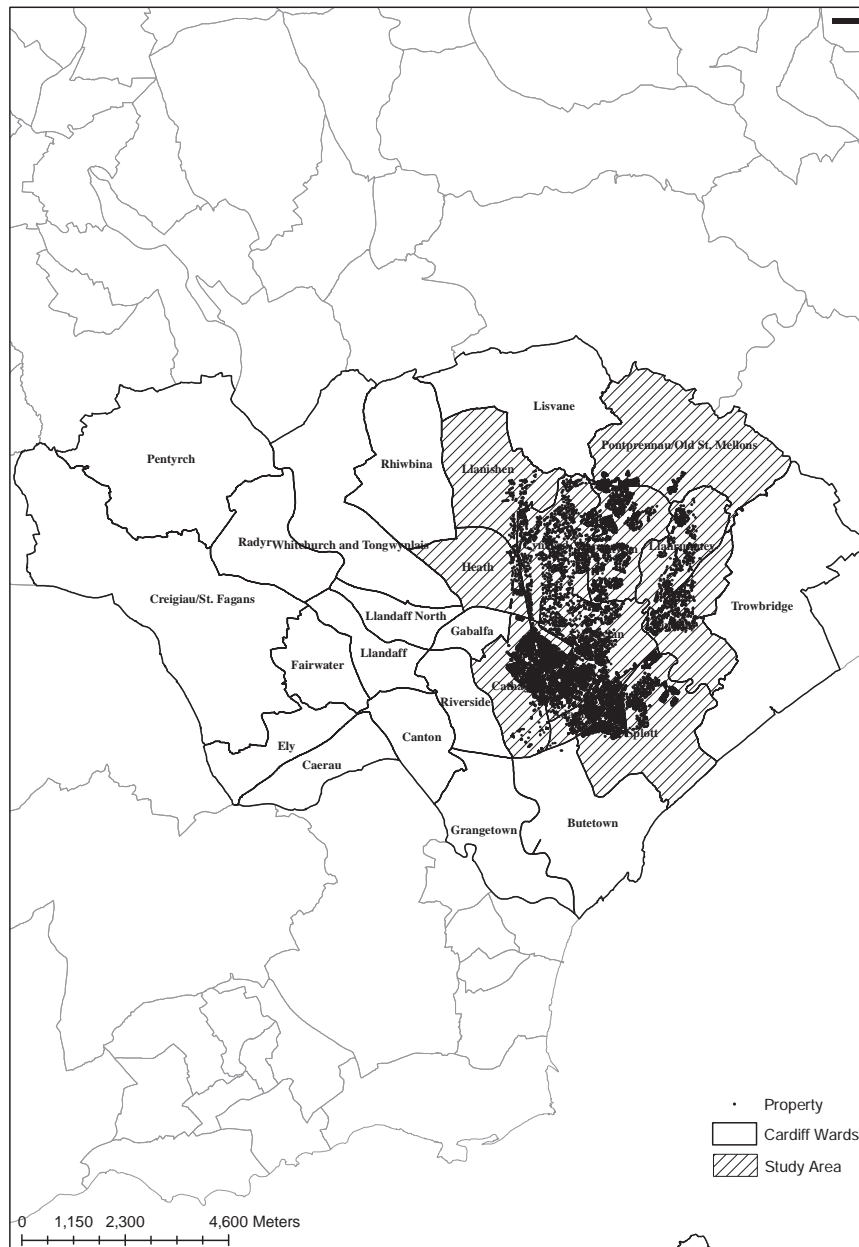 Lisvane
Pontprennau/Old St. Mellons
Pentyrch
Rhiwbina
Llanishen
Radyr
Whitchurch and Tongwynlais
Heath
Creigiau/St. Fagans
Trowbridge
Llandaff North
Gabalfa
Llandaff
Fairwater
Riverside
Splott
Canton
Ely
Caerau
Butetown
Grangetown
Property
Cardiff Wards
Study Area
0 1,150 2,300 4,600 Meters